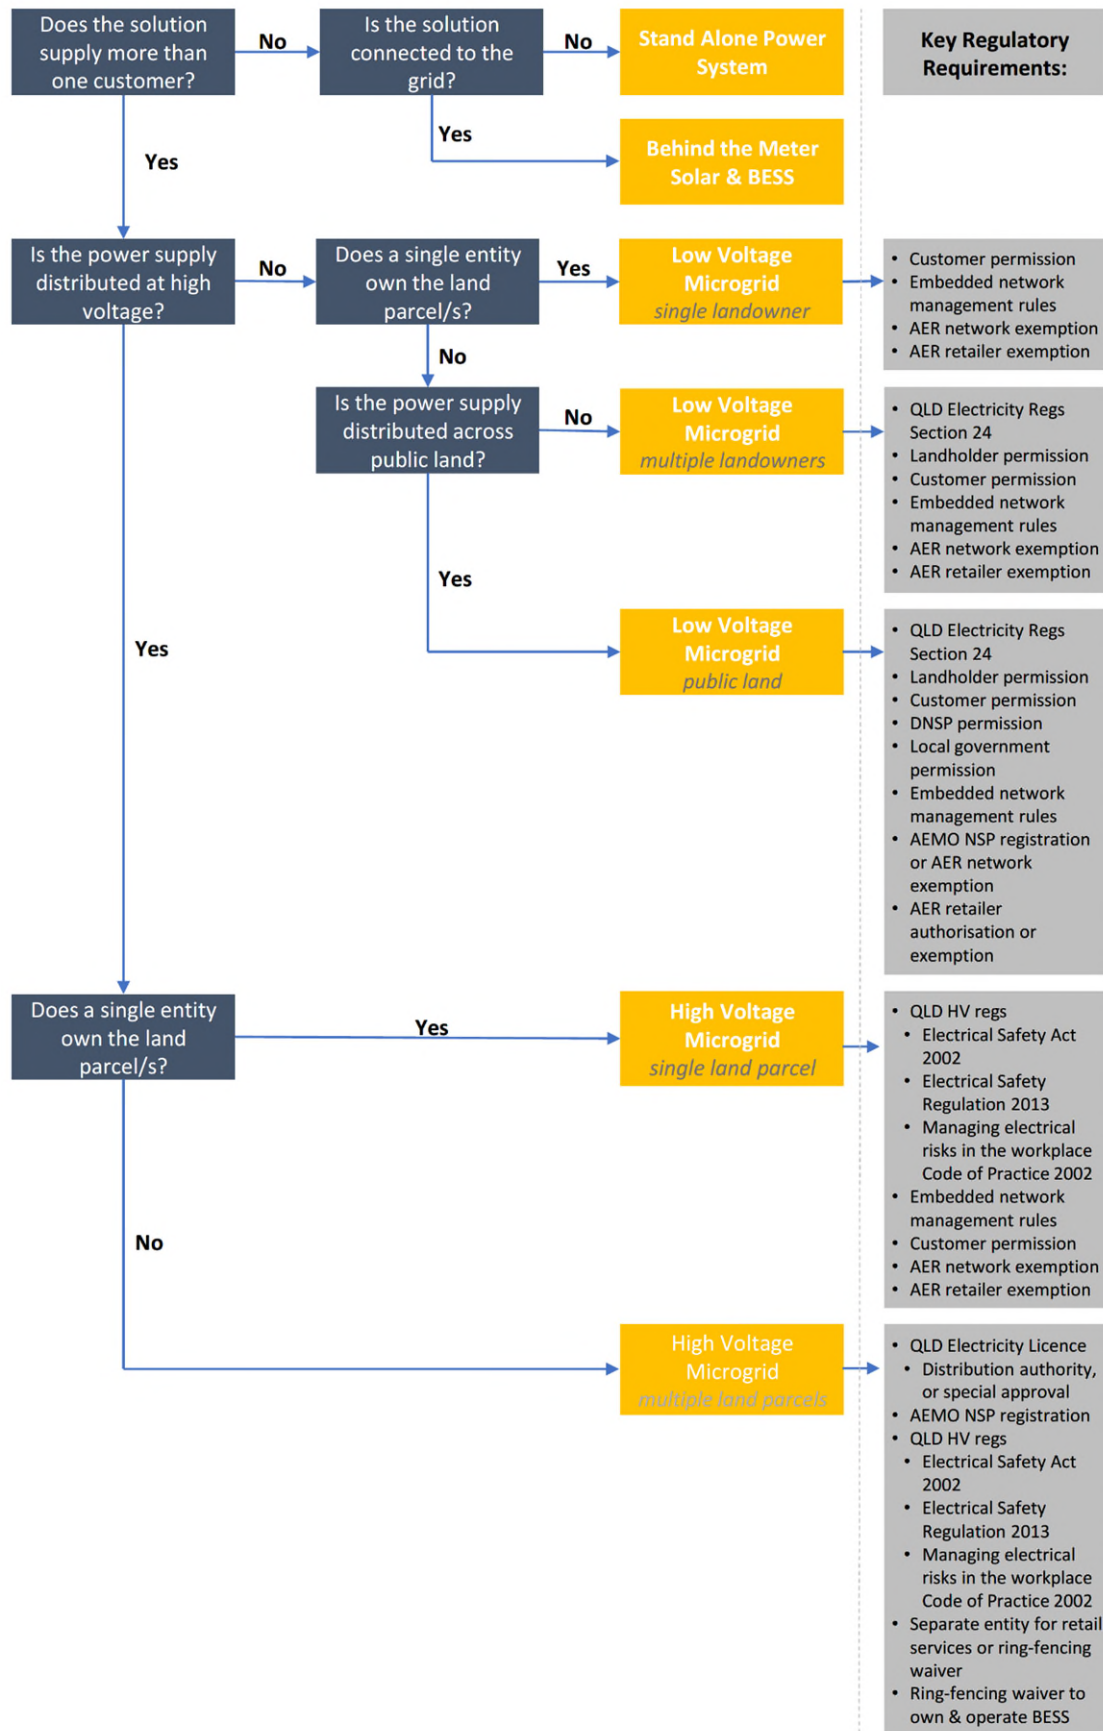 Does the solution
supply more than
one customer?
No
Is the solution
connected to the
grid?
No
Stand Alone Power
System
Key Regulatory
Requirements:
Yes
Yes
Behind the Meter
Solar & BESS
Is the power supply
distributed at high
voltage?
No
Does a single entity
own the land
parcel/s?
Yes
Low Voltage
Microgrid
single landowner
• Customer permission
• Embedded network
management rules
• AER network exemption
• AER retailer exemption
No
Is the power supply
distributed across
public land?
No
Low Voltage
Microgrid
multiple landowners
• QLD Electricity Regs
Section 24
• Landholder permission
• Customer permission
• Embedded network
management rules
• AER network exemption
• AER retailer exemption
Yes
Yes
Low Voltage
Microgrid
public land
• QLD Electricity Regs
Section 24
• Landholder permission
• Customer permission
• DNSP permission
• Local government
permission
• Embedded network
management rules
• AEMO NSP registration
or AER network
exemption
• AER retailer
authorisation or
exemption
Does a single entity
own the land
parcel/s?
Yes
High Voltage
Microgrid
single land parcel
• QLD HV regs
• Electrical Safety Act
2002
• Electrical Safety
Regulation 2013
• Managing electrical
risks in the workplace
Code of Practice 2002
• Embedded network
management rules
• Customer permission
• AER network exemption
• AER retailer exemption
No
High Voltage
Microgrid
multiple land parcels
• QLD Electricity Licence
• Distribution authority,
or special approval
• AEMO NSP registration
• QLD HV regs
• Electrical Safety Act
2002
• Electrical Safety
Regulation 2013
• Managing electrical
risks in the workplace
Code of Practice 2002
• Separate entity for retail
services or ring-fencing
waiver
• Ring-fencing waiver to
own & operate BESS